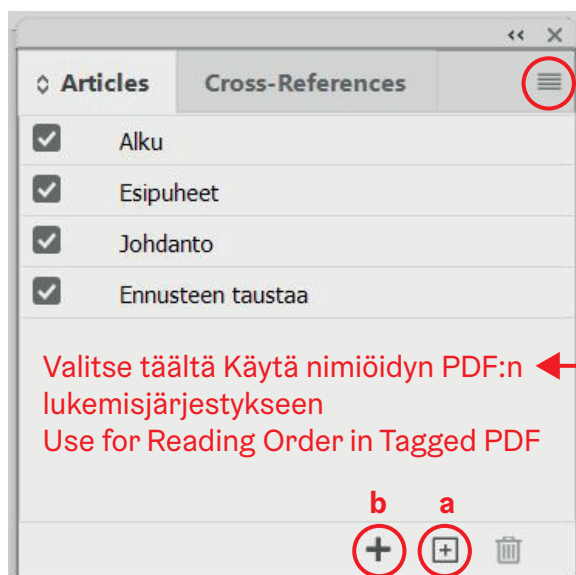 Articles
Cross-References
Alku
Esipuheet
Johdanto
Ennusteen taustaa
Valitse täältä Käytä nimiöidyn PDF:n
lukemisjärjestykseen
Use for Reading Order in Tagged PDF
b a